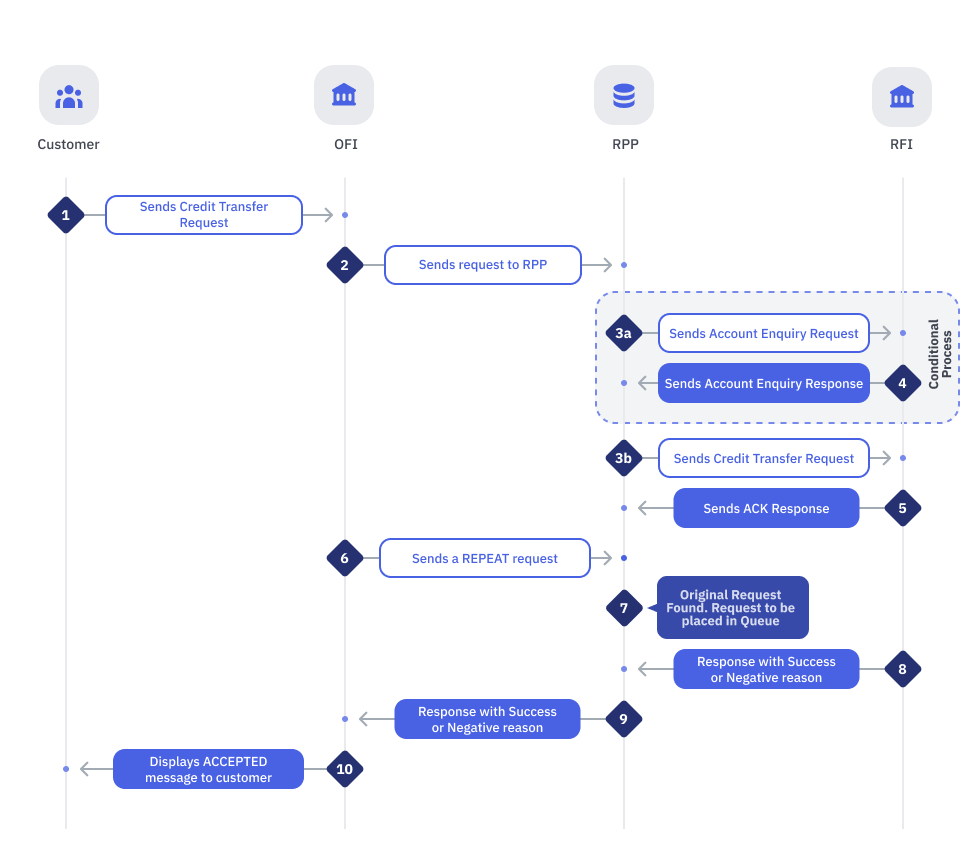 Customer
OFI
RPP
RFI
1
Sends Credit Transfer
Request
2
Sends request to RPP
3a
Sends Account Enquiry Request
Conditional
Process
Sends Account Enquiry Response
4
3b
Sends Credit Transfer Request
Sends ACK Response
5
6
Sends a REPEAT request
7
Original Request
Found. Request to be
placed in Queue
Response with Success
or Negative reason
8
Response with Success
or Negative reason
9
Displays ACCEPTED
message to customer
10